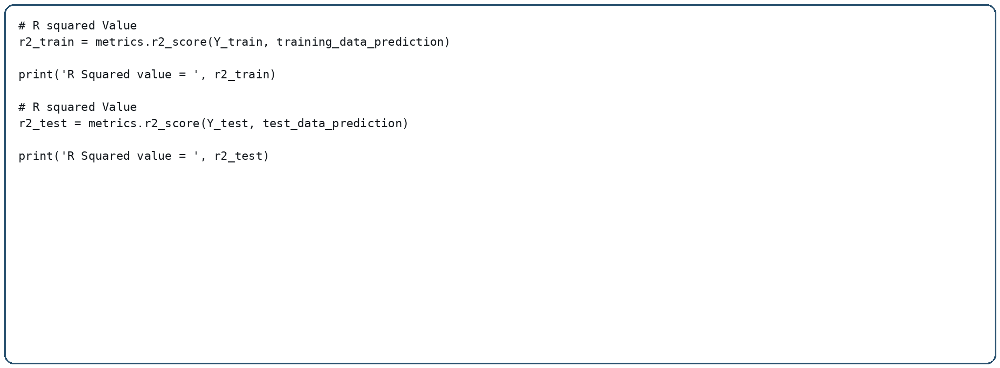 # R squared Value
r2_train = metrics.r2_score(Y_train, training_data_prediction)
print('R Squared value = ', r2_train)
# R squared Value
r2_test = metrics.r2_score(Y_test, test_data_prediction)
print('R Squared value = ', r2_test)